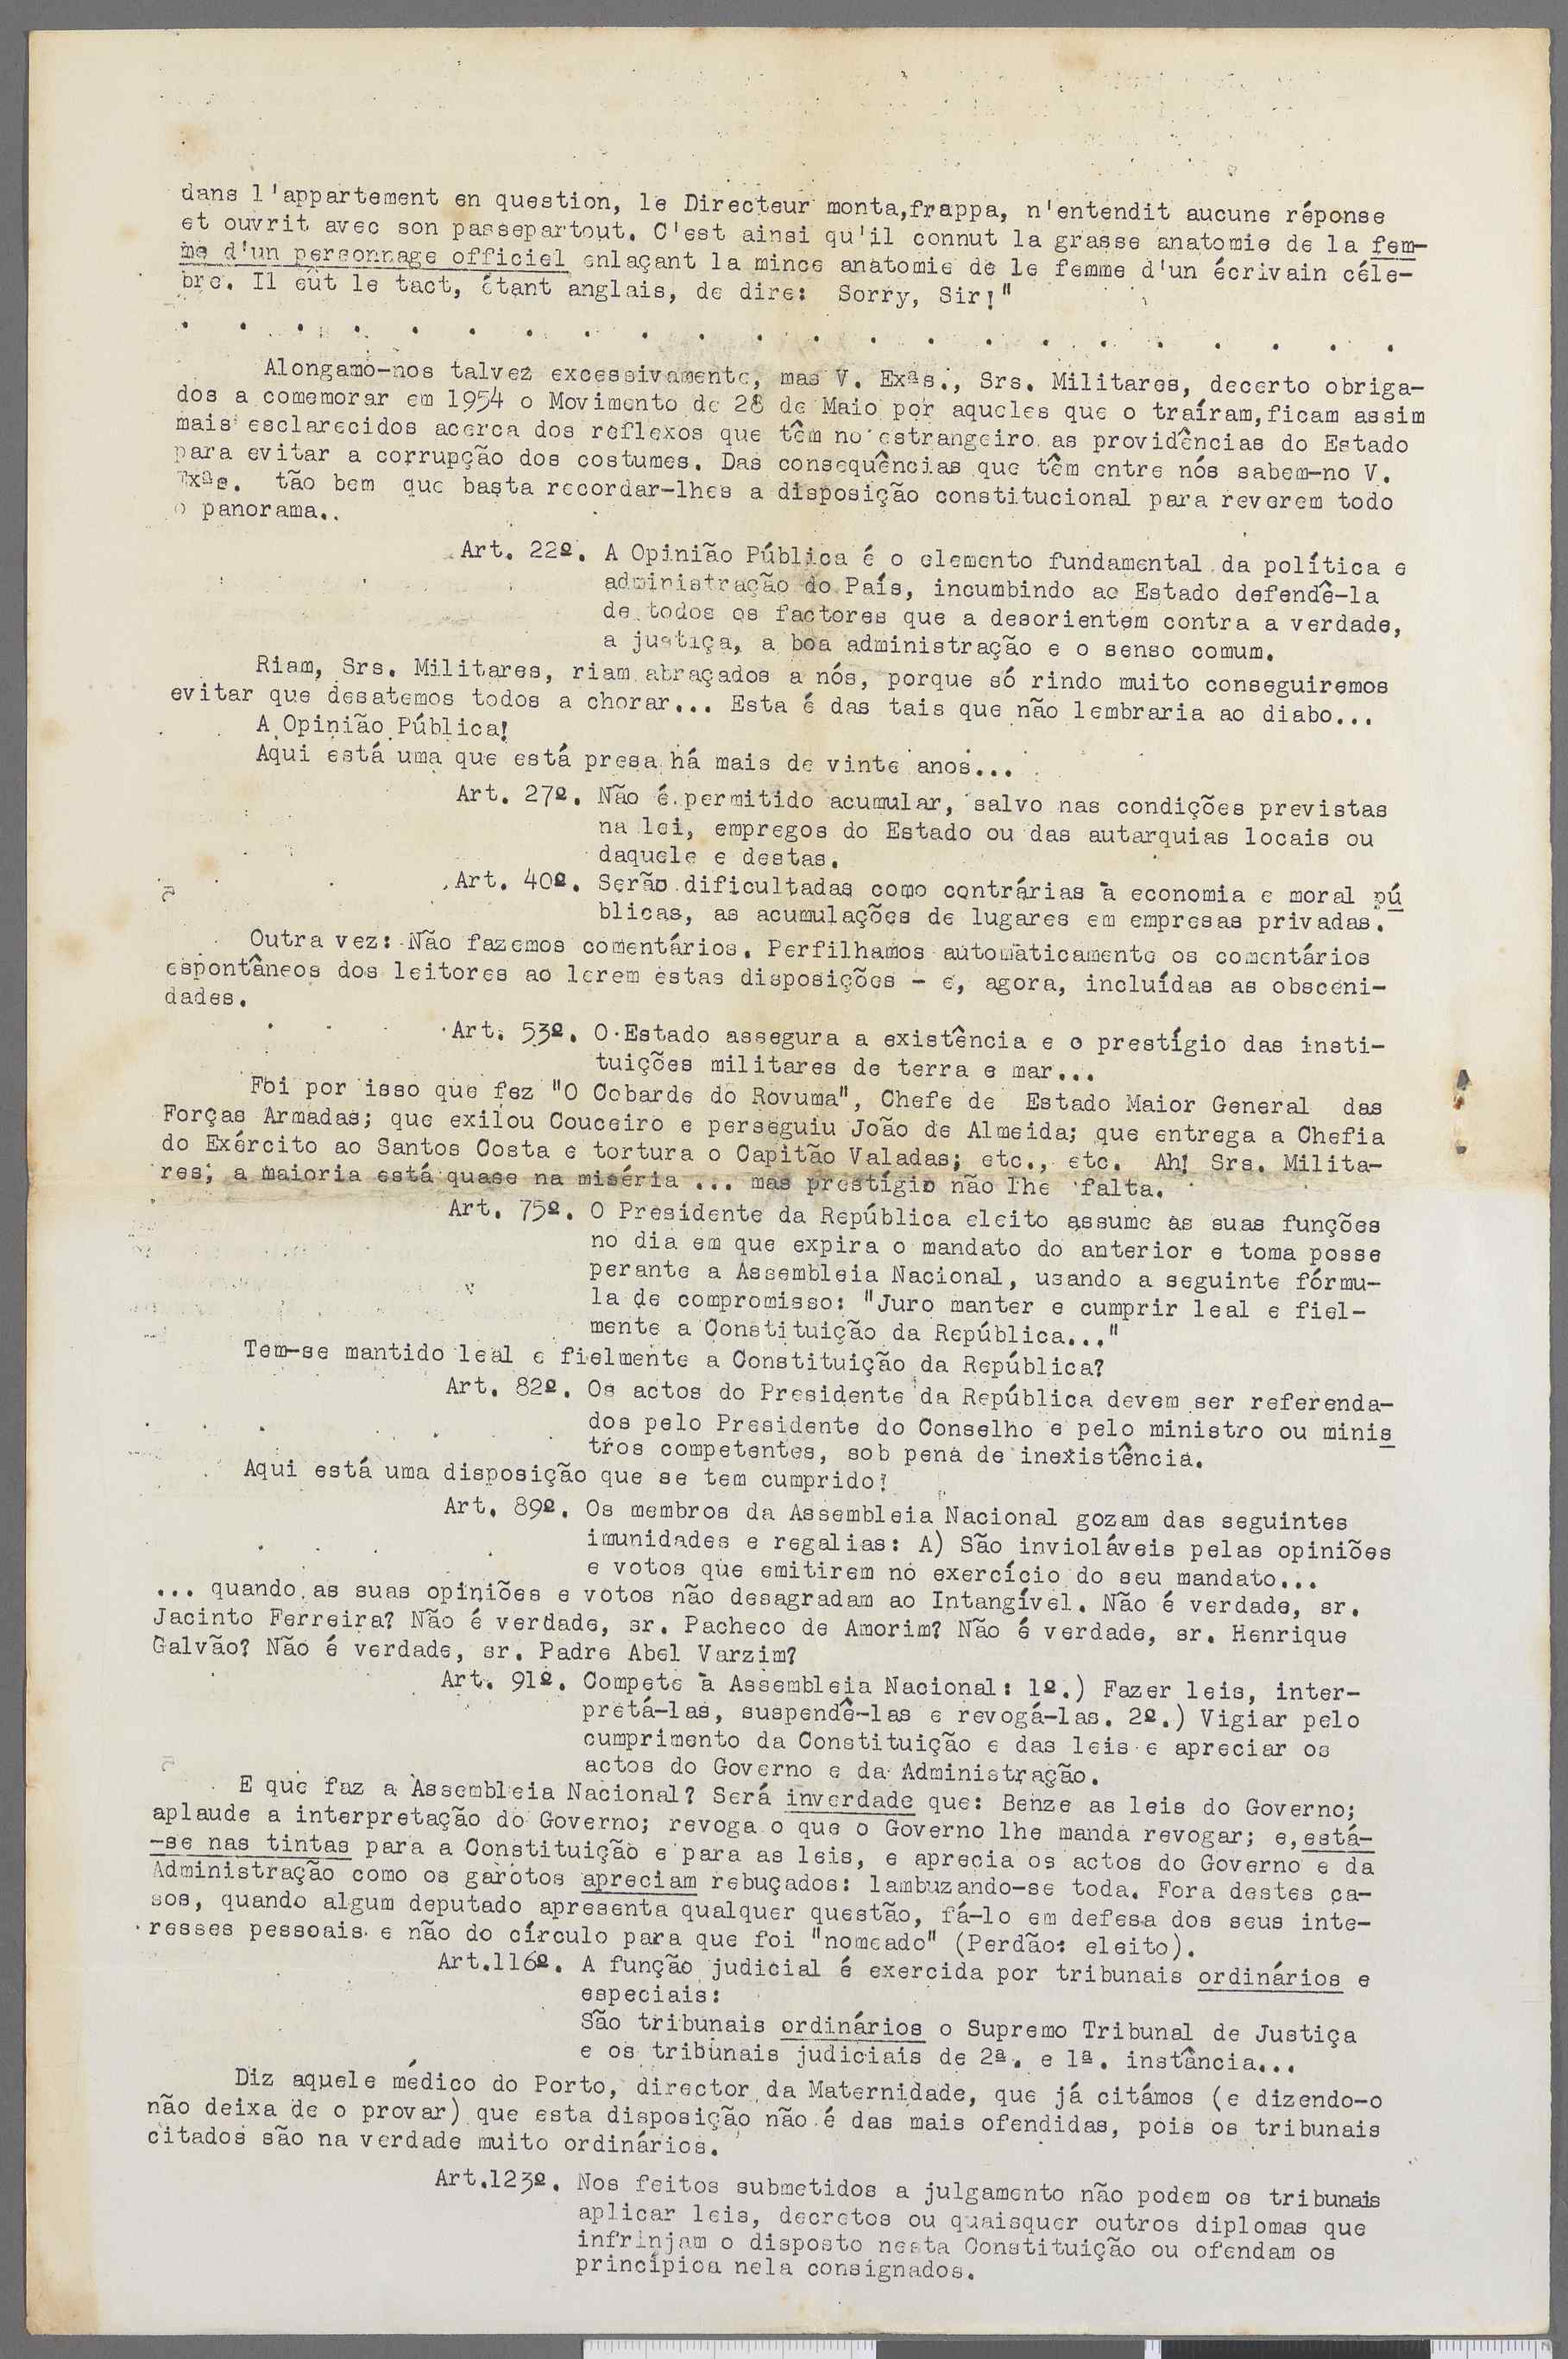 dans l'appartement en question, le Directeur monta,frappa, n'entendit aucune réponse
et ouvrit avec son passepartout. C'est ainsi qu'il connut la grasse anatomie de la fem-
me d'un personnage officiel enlaçant la mince anatomie de le femme d'un écrivain céle-
bre. Il eût le tact, étant anglais, de dire: Sorry, Sir!"
. . . . . . . . . . . . . . . . . . . . . .
Alongamo-nos talvez excessivamente, mas V. Exªs., Srs. Militares, decerto obriga-
dos a comemorar em 1954 o Movimento de 28 de Maio por aqueles que o traíram,ficam assim
mais esclarecidos acerca dos reflexos que têm no estrangeiro as providências do Estado
para evitar a corrupção dos costumes. Das consequências que têm entre nós sabem-no V.
Exªs. tão bem que basta recordar-lhes a disposição constitucional para reverem todo
o panorama..
Art. 22º. A Opinião Pública é o elemento fundamental da política e
administração do País, incumbindo ao Estado defendê-la
de todos os factores que a desorientem contra a verdade,
a justiça, a boa administração e o senso comum.
Riam, Srs. Militares, riam abraçados a nós, porque só rindo muito conseguiremos
evitar que desatemos todos a chorar... Esta é das tais que não lembraria ao diabo...
A Opinião Pública!
Aqui está uma que está presa há mais de vinte anos...
Art. 27º. Não é permitido acumular, salvo nas condições previstas
na lei, empregos do Estado ou das autarquias locais ou
daquele e destas.
Art. 40º. Serão dificultadas como contrárias à economia e moral pú
blicas, as acumulações de lugares em empresas privadas.
Outra vez: Não fazemos comentários. Perfilhamos automàticamente os comentários
espontâneos dos leitores ao lerem estas disposições - e, agora, incluídas as obsceni-
dades.
Art. 53º. O Estado assegura a existência e o prestígio das insti-
tuições militares de terra e mar...
Foi por isso que fez "O Cobarde do Rovuma", Chefe de Estado Maior General das
Forças Armadas; que exilou Couceiro e perseguiu João de Almeida; que entrega a Chefia
do Exército ao Santos Costa e tortura o Capitão Valadas; etc., etc. Ah! Srs. Milita-
res; a maioria está quase na miséria ... mas prestígio não lhe falta.
Art. 75º. O Presidente da República eleito assume as suas funções
no dia em que expira o mandato do anterior e toma posse
perante a Assembleia Nacional, usando a seguinte fórmu-
la de compromisso: "Juro manter e cumprir leal e fiel-
mente a Constituição da República..."
Tem-se mantido leal e fielmente a Constituição da República?
Art. 82º. Os actos do Presidente da República devem ser referenda-
dos pelo Presidente do Conselho e pelo ministro ou minis
tros competentes, sob pena de inexistência.
Aqui está uma disposição que se tem cumprido!
Art. 89º. Os membros da Assembleia Nacional gozam das seguintes
imunidades e regalias: A) São invioláveis pelas opiniões
e votos que emitirem no exercício do seu mandato...
... quando as suas opiniões e votos não desagradam ao Intangível. Não é verdade, sr.
Jacinto Ferreira? Não é verdade, sr. Pacheco de Amorim? Não é verdade, sr. Henrique
Galvão? Não é verdade, sr. Padre Abel Varzim?
Art. 91º. Compete à Assembleia Nacional: 1º.) Fazer leis, inter-
pretá-las, suspendê-las e revogá-las. 2º.) Vigiar pelo
cumprimento da Constituição e das leis e apreciar os
actos do Governo e da Administração.
E que faz a Assembleia Nacional? Será inverdade que: Benze as leis do Governo;
aplaude a interpretação do Governo; revoga o que o Governo lhe manda revogar; e,está-
-se nas tintas para a Constituição e para as leis, e aprecia os actos do Governo e da
Administração como os garotos apreciam rebuçados: lambuzando-se toda. Fora destes ca-
sos, quando algum deputado apresenta qualquer questão, fá-lo em defesa dos seus inte-
resses pessoais e não do círculo para que foi "nomeado" (Perdão: eleito).
Art.116º. A função judicial é exercida por tribunais ordinários e
especiais:
São tribunais ordinários o Supremo Tribunal de Justiça
e os tribunais judiciais de 2ª. e 1ª. instância...
Diz aquele médico do Porto, director da Maternidade, que já citámos (e dizendo-o
não deixa de o provar) que esta disposição não é das mais ofendidas, pois os tribunais
citados são na verdade muito ordinários.
Art.123º. Nos feitos submetidos a julgamento não podem os tribunais
aplicar leis, decretos ou quaisquer outros diplomas que
infrinjam o disposto nesta Constituição ou ofendam os
princípioa nela consignados.